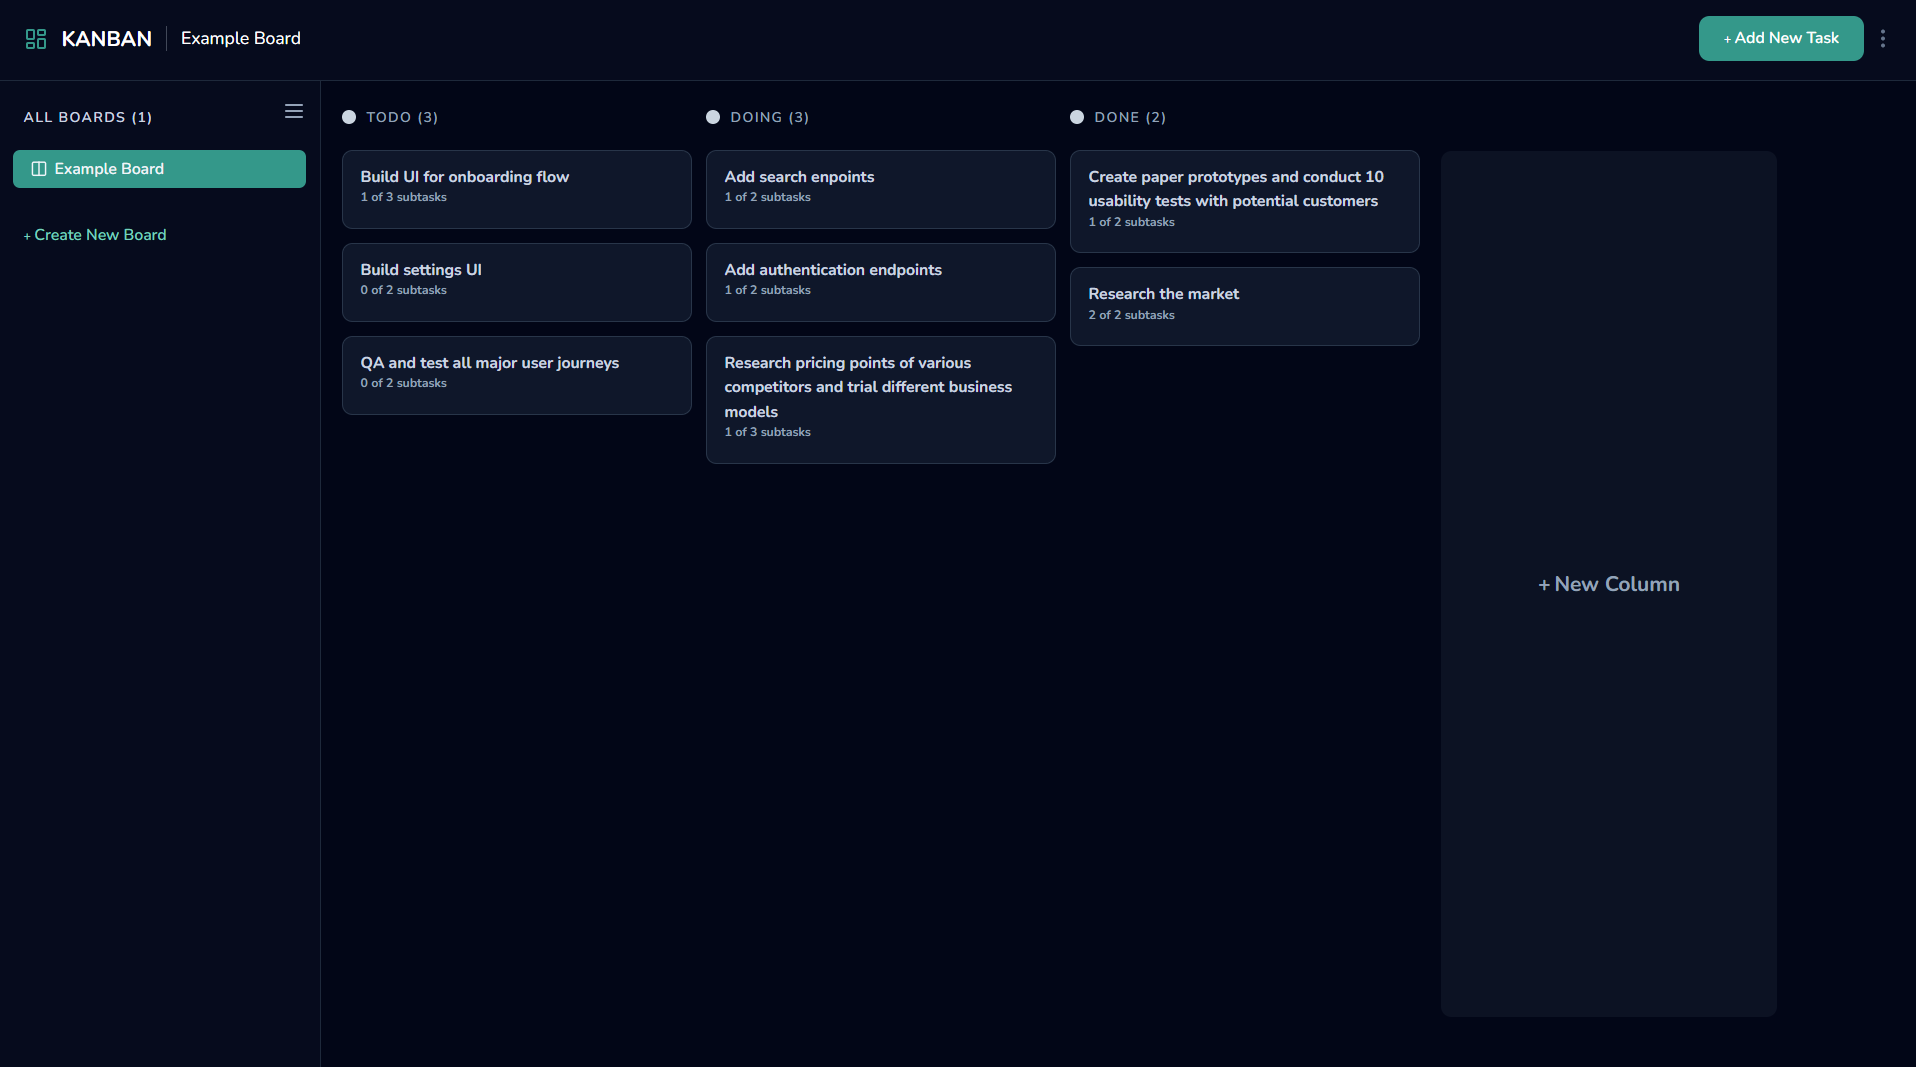 KANBAN
Example Board
+ Add New Task
ALL BOARDS (1)
Example Board
+ Create New Board
TODO (3)
Build UI for onboarding flow
1 of 3 subtasks
Build settings UI
0 of 2 subtasks
QA and test all major user journeys
0 of 2 subtasks
DOING (3)
Add search enpoints
1 of 2 subtasks
Add authentication endpoints
1 of 2 subtasks
Research pricing points of various
competitors and trial different business
models
1 of 3 subtasks
DONE (2)
Create paper prototypes and conduct 10
usability tests with potential customers
1 of 2 subtasks
Research the market
2 of 2 subtasks
+ New Column